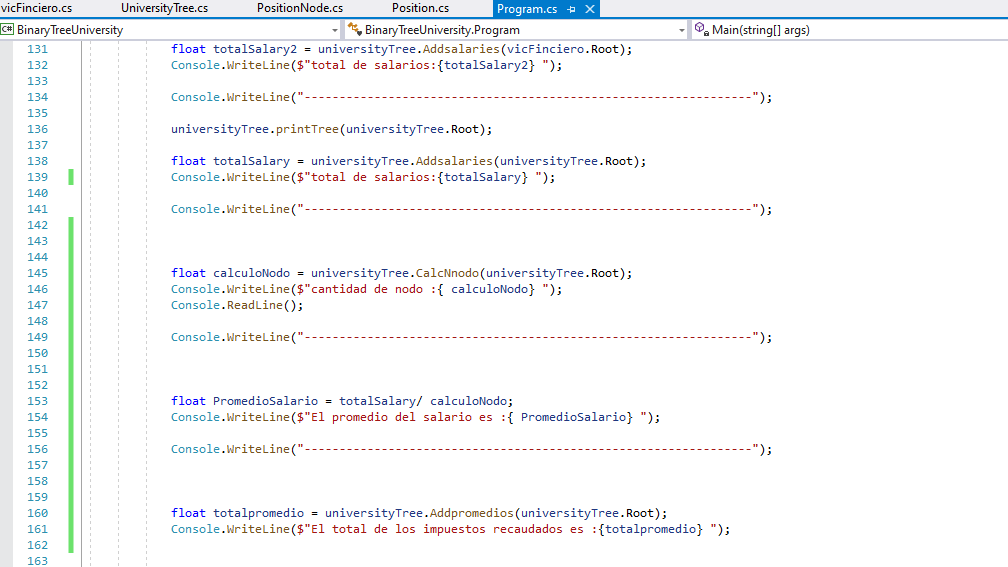 vicFinciero.cs UniversityTree.cs PositionNode.cs Position.cs Program.cs
C# BinaryTreeUniversity BinaryTreeUniversity.Program Main(string[] args)
131 float totalSalary2 = universityTree.Addsalaries(vicFinciero.Root);
132 Console.WriteLine($"total de salarios:{totalSalary2} ");
133
134 Console.WriteLine("----------------------------------------------------------------");
135
136 universityTree.printTree(universityTree.Root);
137
138 float totalSalary = universityTree.Addsalaries(universityTree.Root);
139 Console.WriteLine($"total de salarios:{totalSalary} ");
140
141 Console.WriteLine("----------------------------------------------------------------");
142
143
144
145 float calculoNodo = universityTree.CalcNnodo(universityTree.Root);
146 Console.WriteLine($"cantidad de nodo :{ calculoNodo} ");
147 Console.ReadLine();
148
149 Console.WriteLine("----------------------------------------------------------------");
150
151
152
153 float PromedioSalario = totalSalary/ calculoNodo;
154 Console.WriteLine($"El promedio del salario es :{ PromedioSalario} ");
155
156 Console.WriteLine("----------------------------------------------------------------");
157
158
159
160 float totalpromedio = universityTree.Addpromedios(universityTree.Root);
161 Console.WriteLine($"El total de los impuestos recaudados es :{totalpromedio} ");
162
163